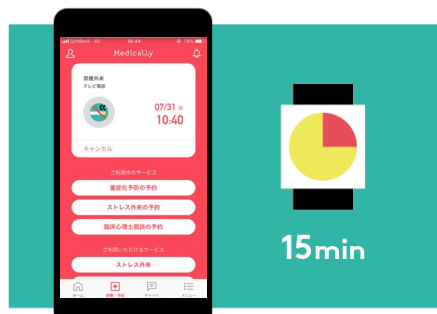 SoftBank 4G 10:44 79%
Medically
禁煙外来
テレビ電話
07/31 水
10:40
キャンセル
ご利用中のサービス
重症化予防の予約
ストレス外来の予約
臨床心理士面談の予約
ご利用いただけるサービス
ストレス外来
ホーム 診療・予約 チャット メニュー
15min